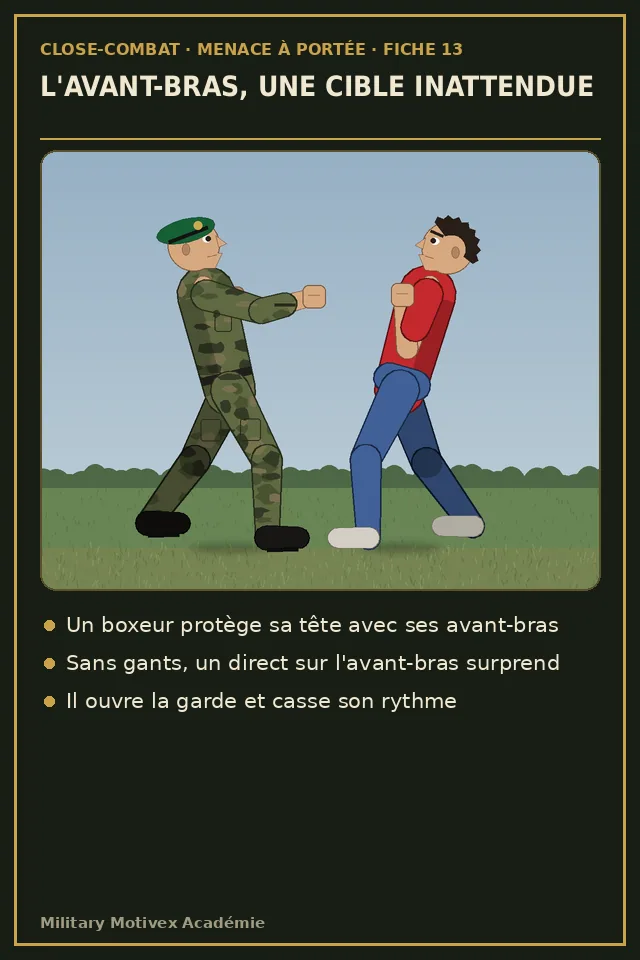 CLOSE-COMBAT · MENACE À PORTÉE · FICHE 13
L'AVANT-BRAS, UNE CIBLE INATTENDUE
Un boxeur protège sa tête avec ses avant-bras
Sans gants, un direct sur l'avant-bras surprend
Il ouvre la garde et casse son rythme
Military Motivex Académie